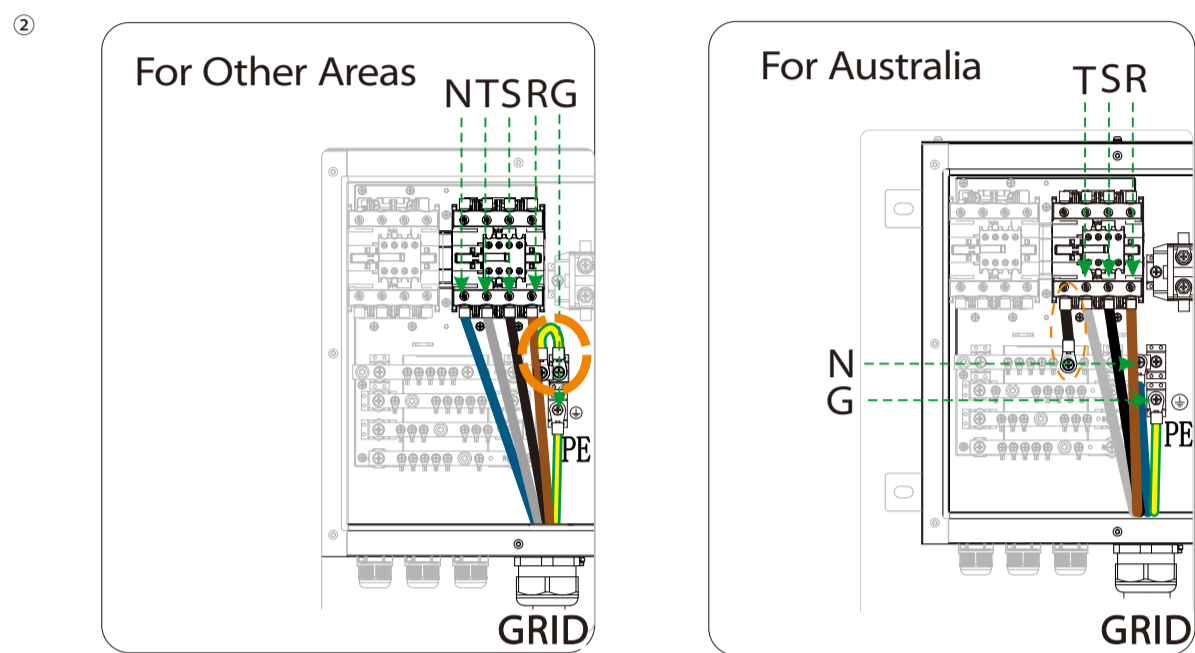 ②
For Other Areas
NTSRG
PE
GRID
For Australia
TSR
N
G
PE
GRID